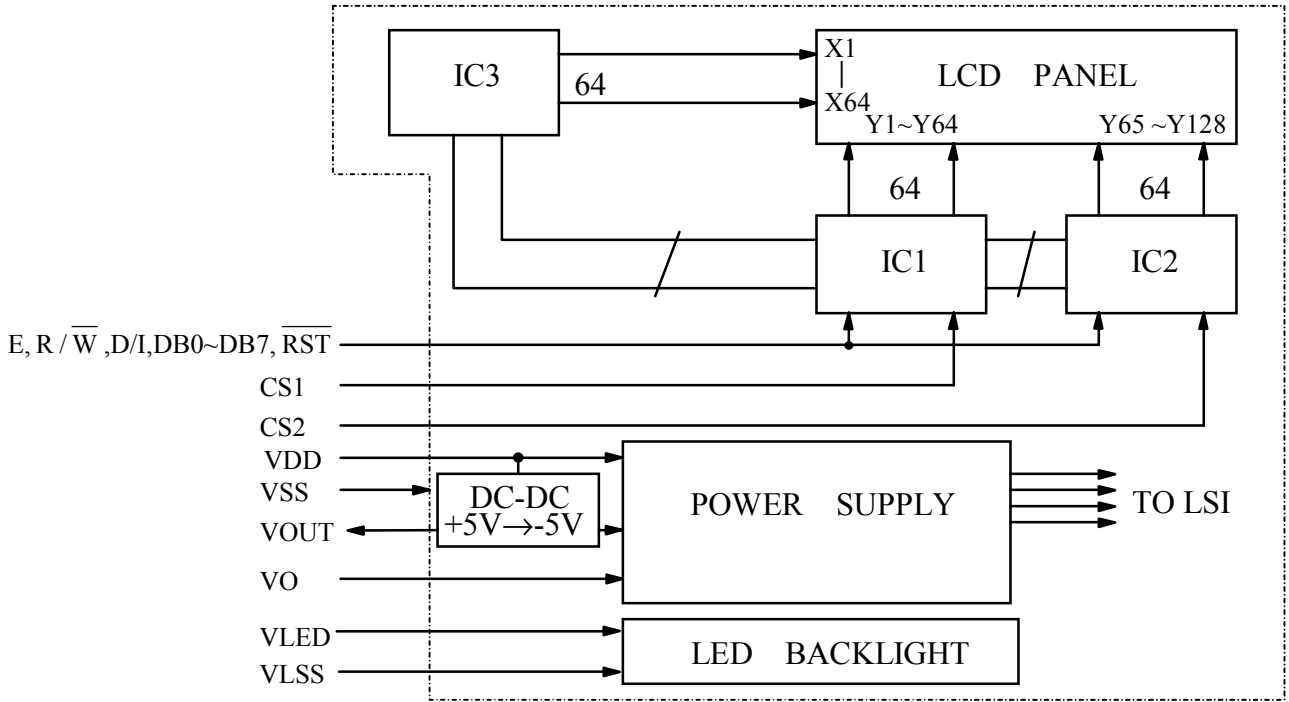 IC3
64
X1
|
X64
LCD PANEL
Y1~Y64
Y65 ~Y128
64
64
IC1
IC2
E, R / W̅ ,D/I,DB0~DB7, R̅S̅T̅
CS1
CS2
VDD
VSS
VOUT
VO
DC-DC
+5V→-5V
POWER SUPPLY
TO LSI
VLED
VLSS
LED BACKLIGHT